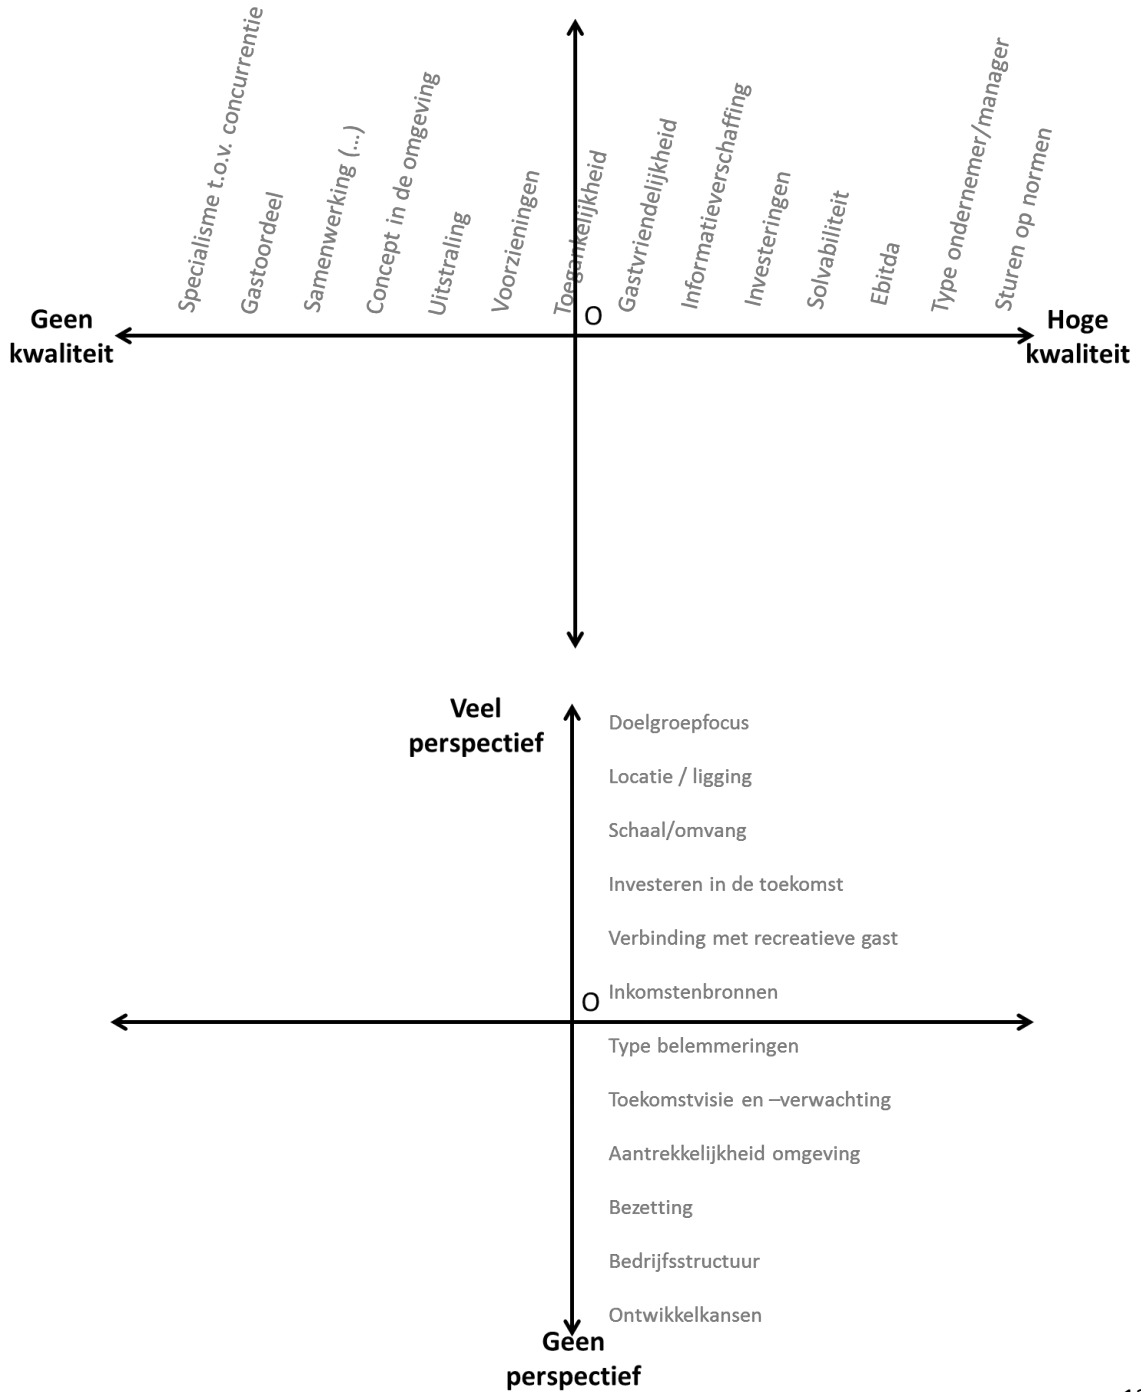 Specialisme t.o.v. concurrentie
Gastoordeel
Samenwerking (...)
Concept in de omgeving
Uitstraling
Voorzieningen
Toegankelijkheid
Gastvriendelijkheid
Informatieverschaffing
Investeringen
Solvabiliteit
Ebitda
Type ondernemer/manager
Sturen op normen
Geen
kwaliteit
O
Hoge
kwaliteit
Veel
perspectief
Doelgroepfocus
Locatie / ligging
Schaal/omvang
Investeren in de toekomst
Verbinding met recreatieve gast
O
Inkomstenbronnen
Type belemmeringen
Toekomstvisie en –verwachting
Aantrekkelijkheid omgeving
Bezetting
Bedrijfsstructuur
Ontwikkelkansen
Geen
perspectief